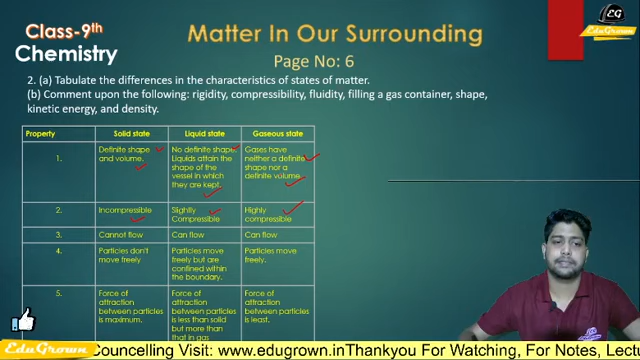 Class-9th
Chemistry
Matter In Our Surrounding
Page No: 6
EG
EduGrown
2. (a) Tabulate the differences in the characteristics of states of matter.
(b) Comment upon the following: rigidity, compressibility, fluidity, filling a gas container, shape,
kinetic energy, and density.
Property Solid state Liquid state Gaseous state
1.
Definite shape
and volume.
No definite shape.
Liquids attain the
shape of the
vessel in which
they are kept.
Gases have
neither a definite
shape nor a
definite volume.
2.
Incompressible
Slightly
Compressible
Highly
compressible
3. Cannot flow Can flow Can flow
4.
Particles don't
move freely
Particles move
freely but are
confined within
the boundary.
Particles move
freely.
5.
Force of
attraction
between particles
is maximum.
Force of
attraction
between particles
is less than solid
but more than
that in gas
Force of
attraction
between particles
is least.
EduGrown
Councelling Visit: www.edugrown.inThankyou For Watching, For Notes, Lectu